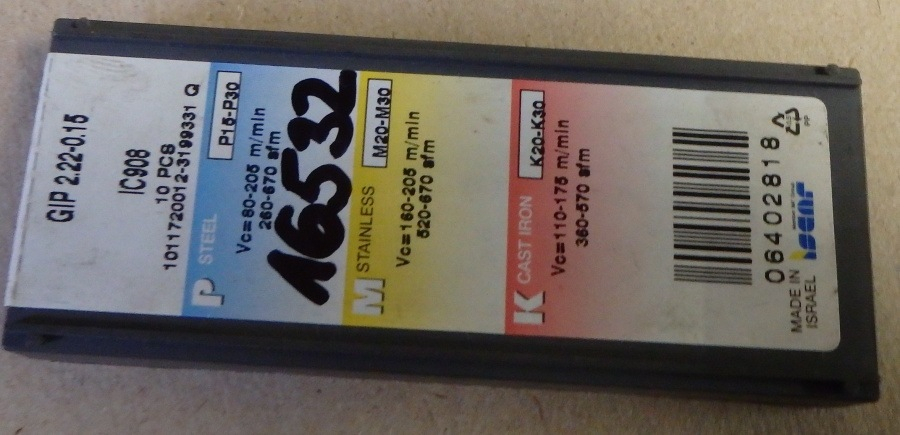 GIP 2.22-0.15
IC908
10 PCS
1011720012-3199331 Q
P STEEL P15-P30
Vc=80-205 m/min
260-670 sfm
16532
M STAINLESS M20-M30
Vc=160-205 m/min
520-670 sfm
K CAST IRON K20-K30
Vc=110-175 m/min
360-570 sfm
0640282818
MADE IN
ISRAEL
iscar
PP